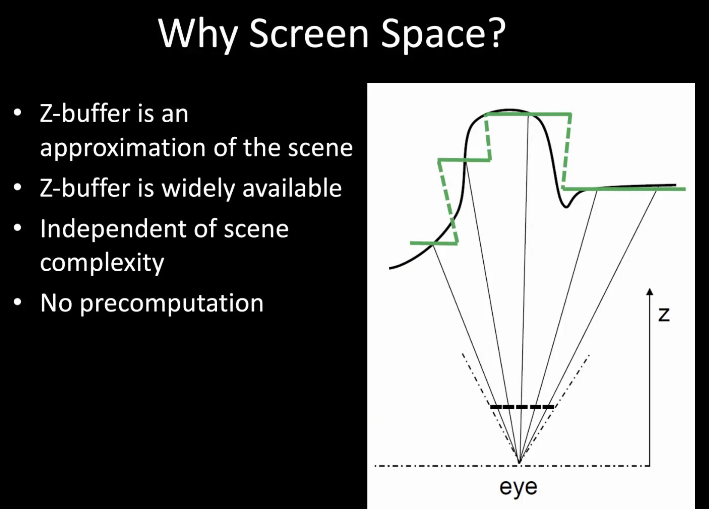 Why Screen Space?
• Z-buffer is an
approximation of the scene
• Z-buffer is widely available
• Independent of scene
complexity
• No precomputation
z
eye